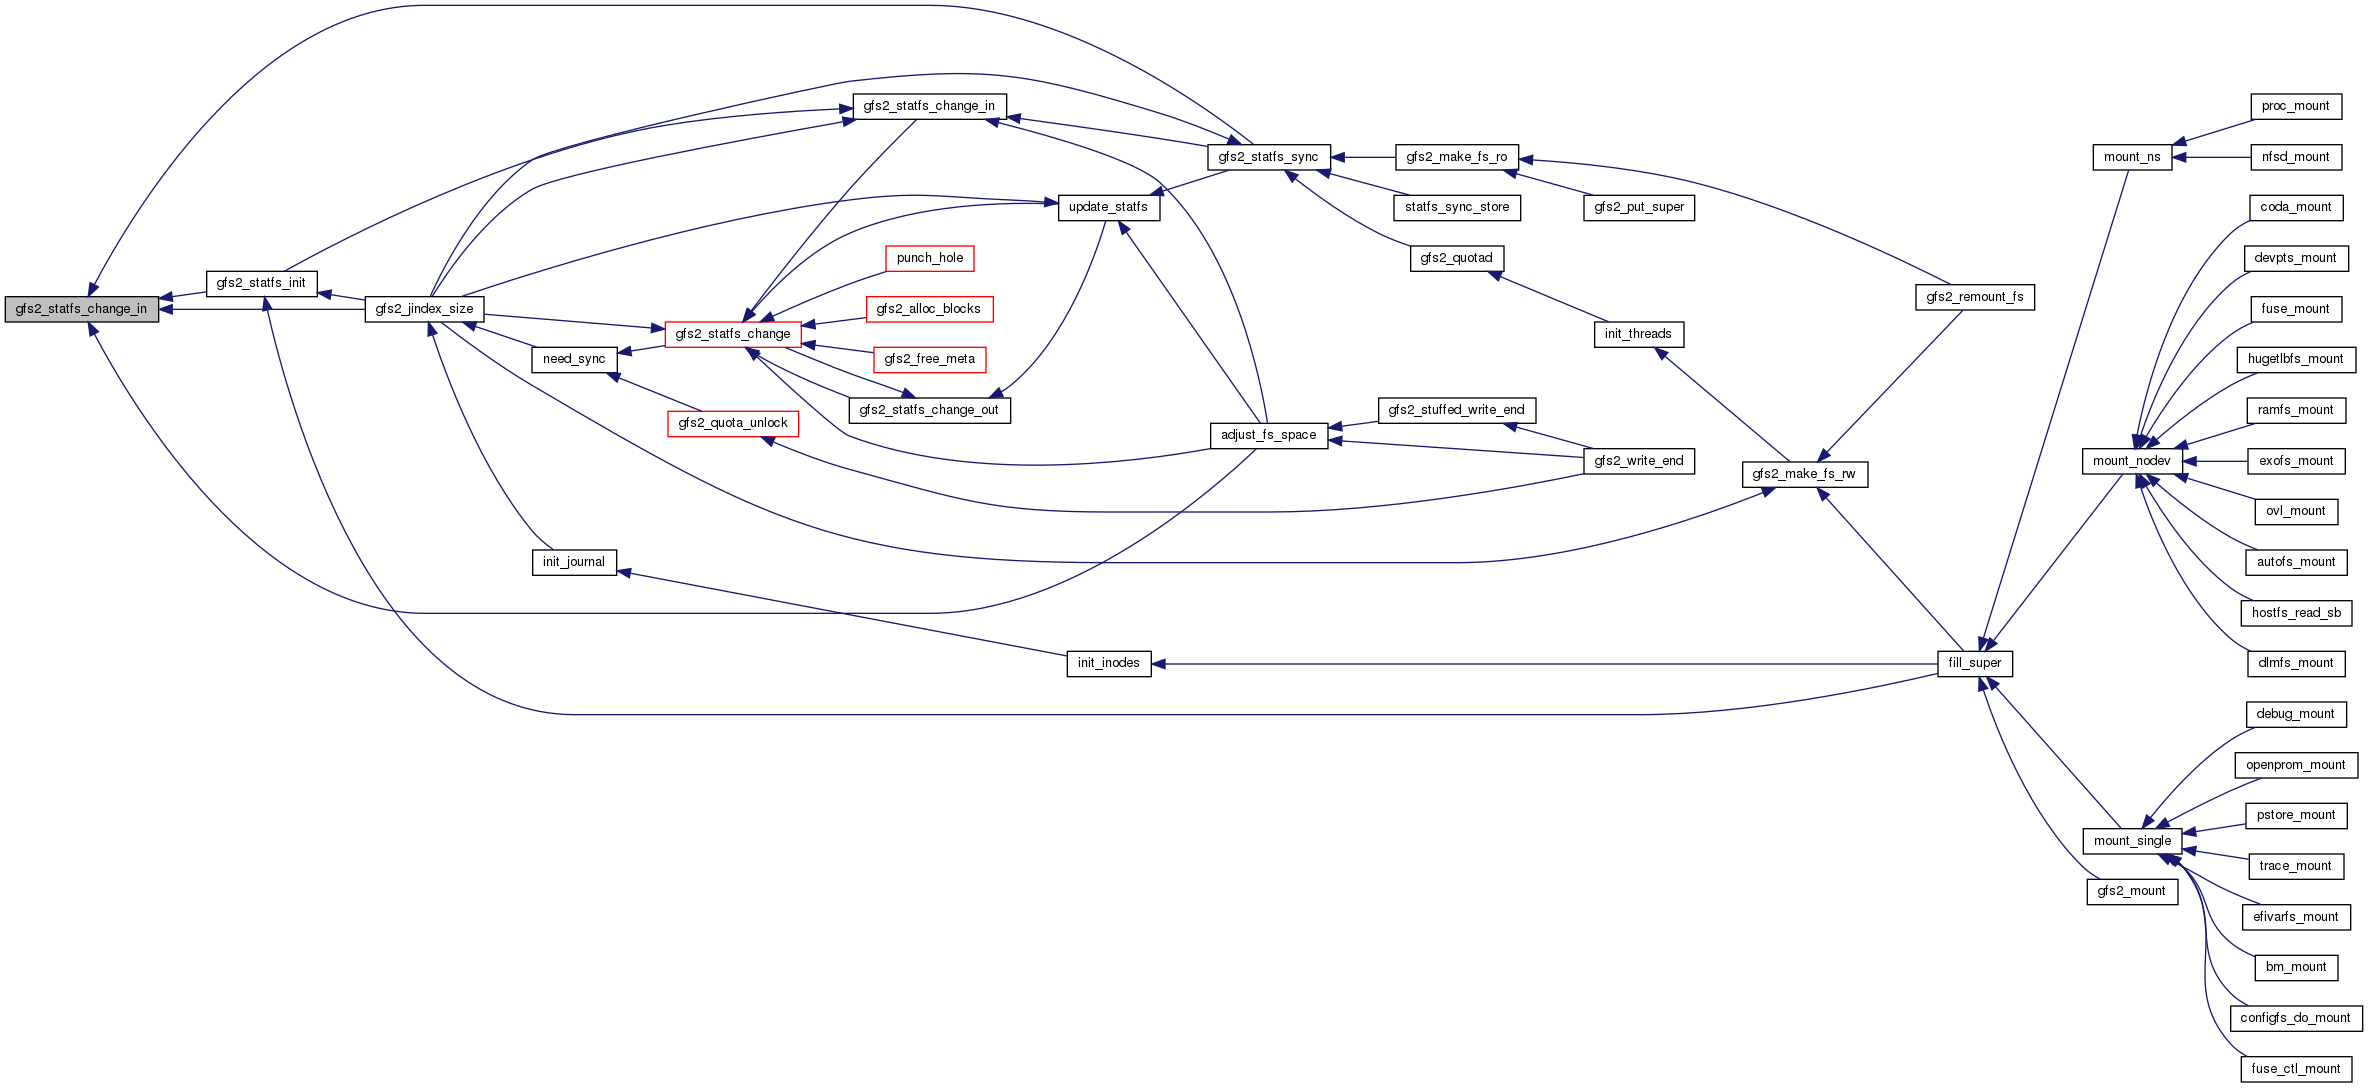 gfs2_statfs_change_in
gfs2_statfs_init
gfs2_jindex_size
need_sync
init_journal
gfs2_statfs_change
gfs2_quota_unlock
gfs2_statfs_change_in
punch_hole
gfs2_alloc_blocks
gfs2_free_meta
gfs2_statfs_change_out
update_statfs
init_inodes
gfs2_statfs_sync
adjust_fs_space
gfs2_make_fs_ro
statfs_sync_store
gfs2_quotad
gfs2_stuffed_write_end
gfs2_put_super
init_threads
gfs2_write_end
gfs2_make_fs_rw
gfs2_remount_fs
fill_super
mount_ns
mount_nodev
mount_single
gfs2_mount
proc_mount
nfsd_mount
coda_mount
devpts_mount
fuse_mount
hugetlbfs_mount
ramfs_mount
exofs_mount
ovl_mount
autofs_mount
hostfs_read_sb
dlmfs_mount
debug_mount
openprom_mount
pstore_mount
trace_mount
efivarfs_mount
bm_mount
configfs_do_mount
fuse_ctl_mount